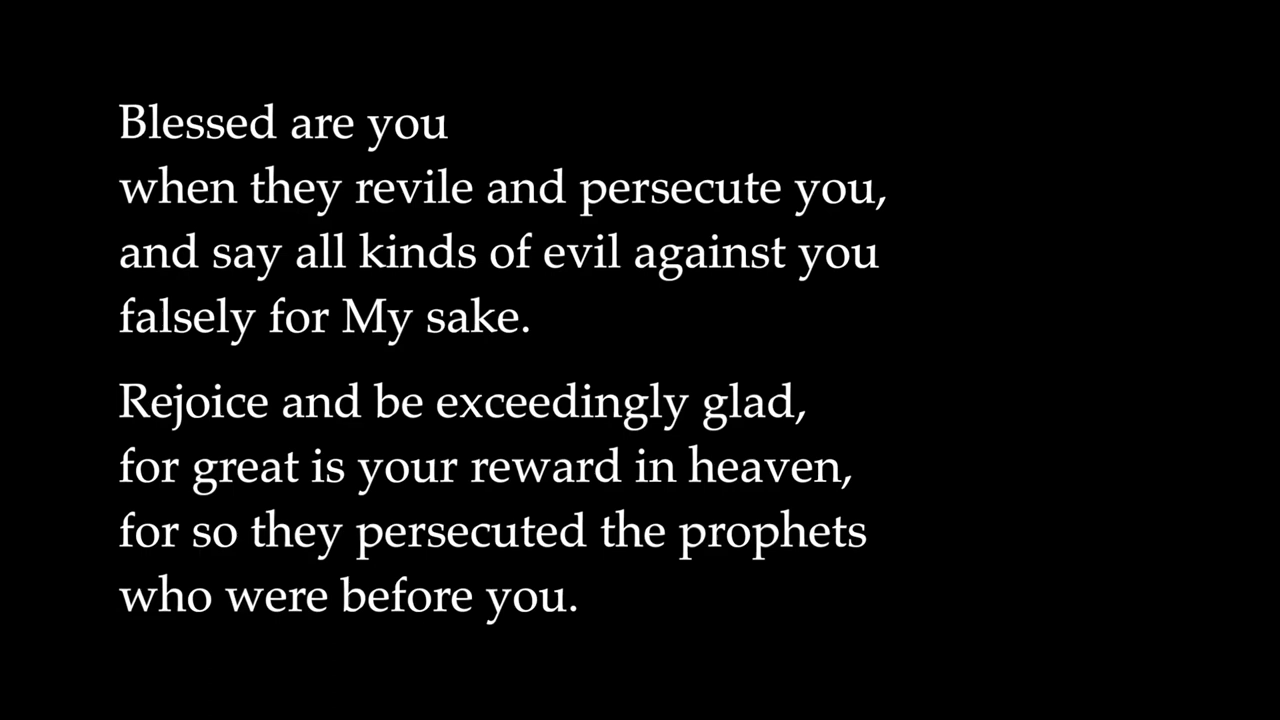 Blessed are you
when they revile and persecute you,
and say all kinds of evil against you
falsely for My sake.
Rejoice and be exceedingly glad,
for great is your reward in heaven,
for so they persecuted the prophets
who were before you.